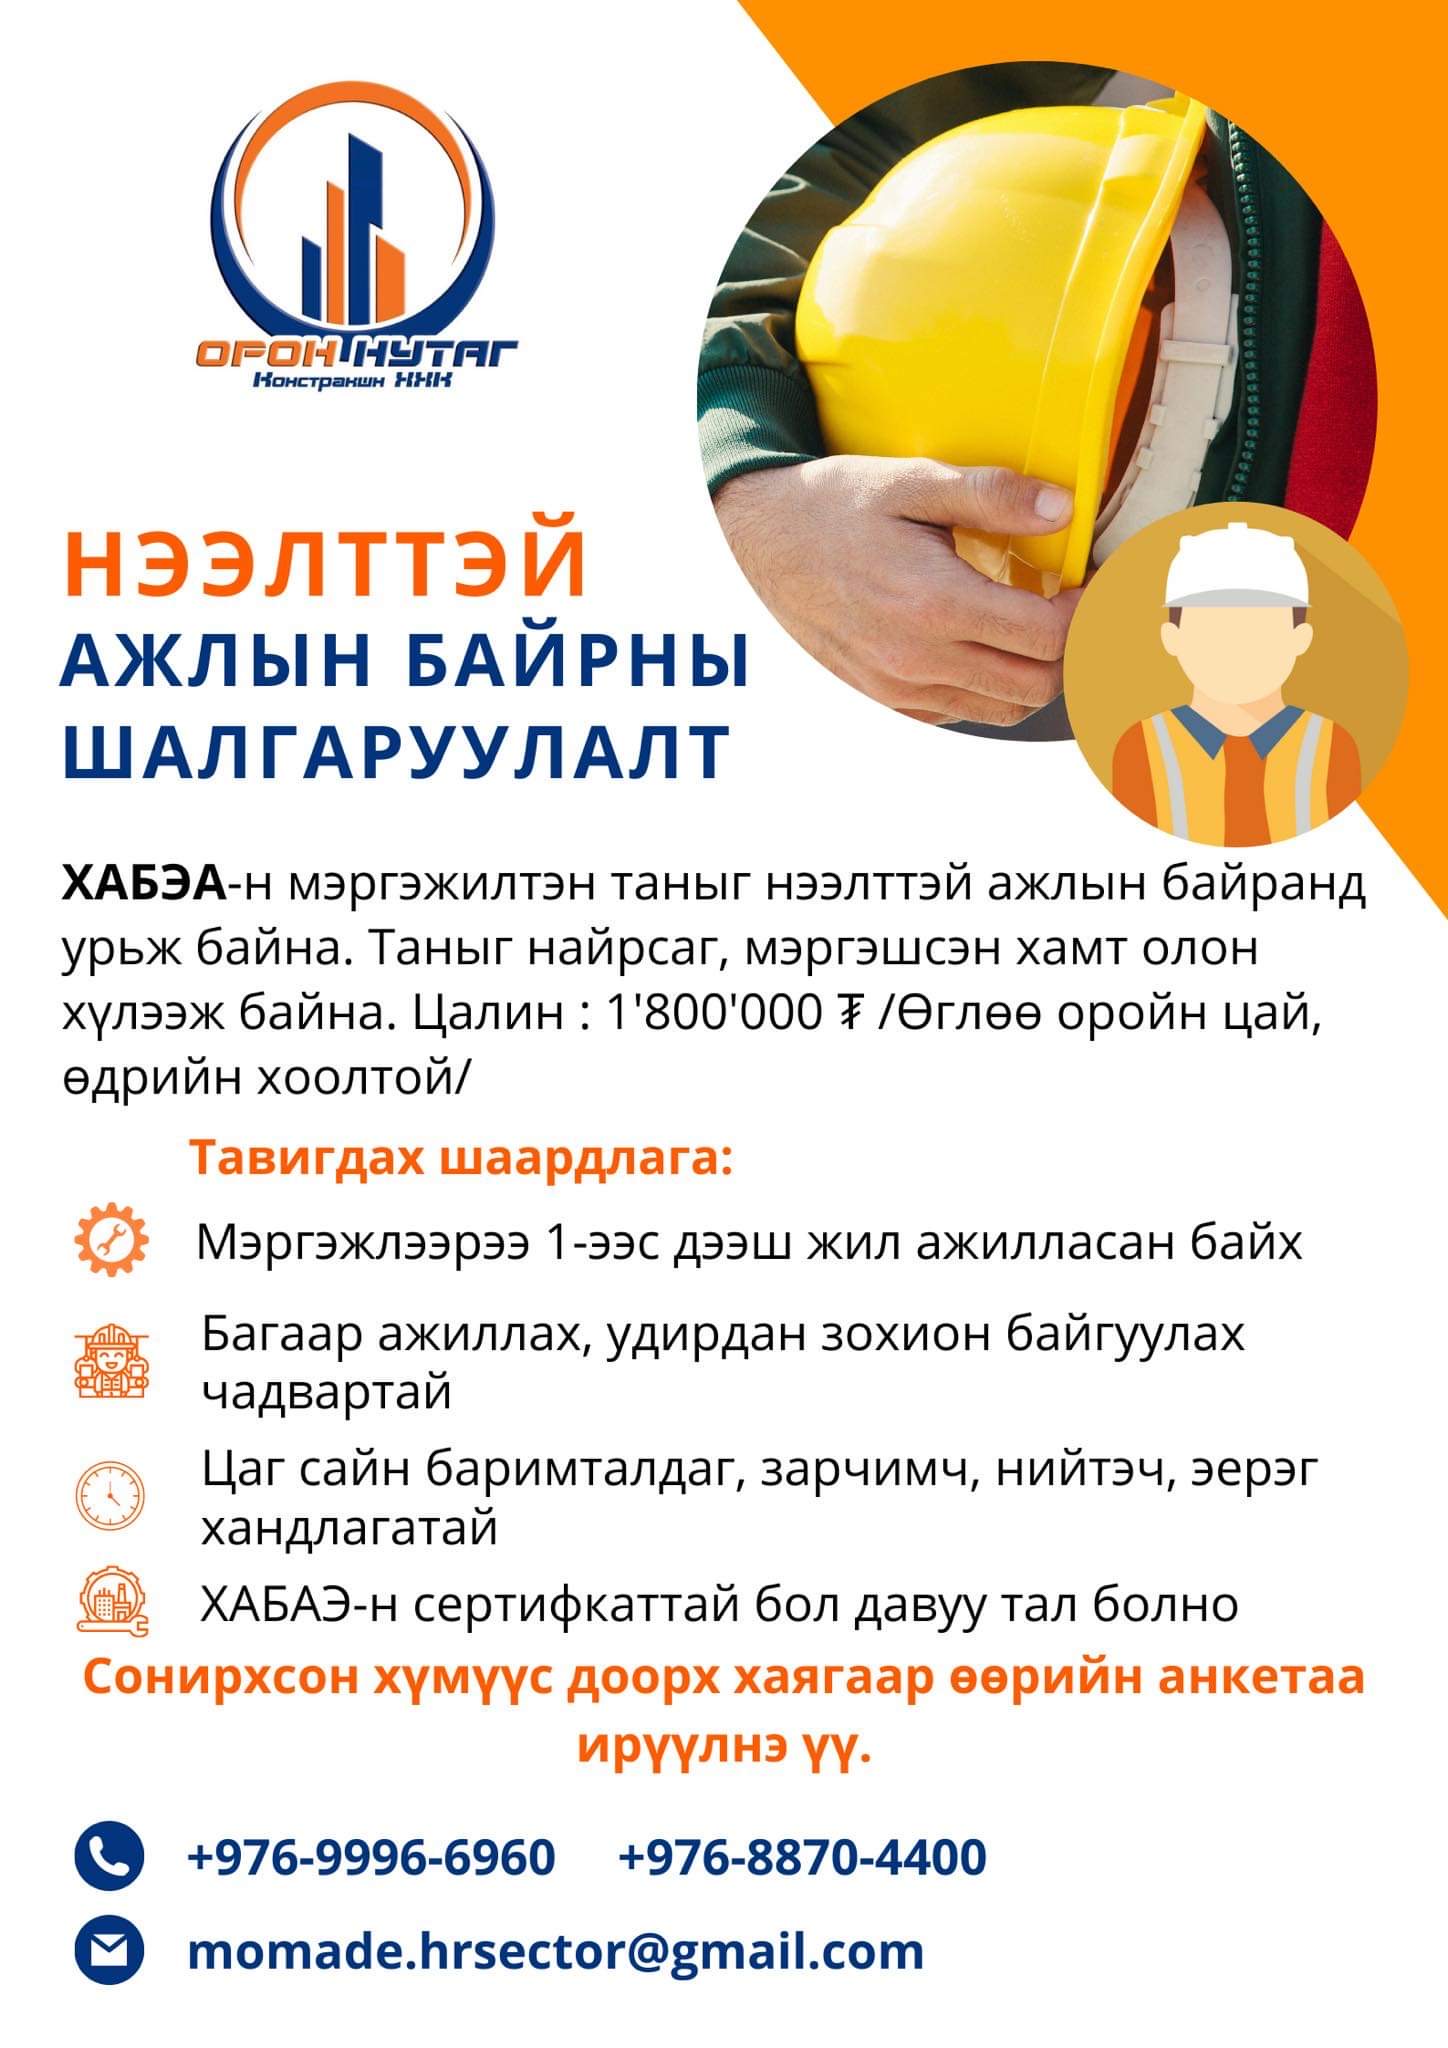 ОРОН НУТАГ
Констракшн ХХК
НЭЭЛТТЭЙ
АЖЛЫН БАЙРНЫ
ШАЛГАРУУЛАЛТ
ХАБЭА-н мэргэжилтэн таныг нээлттэй ажлын байранд
урьж байна. Таныг найрсаг, мэргэшсэн хамт олон
хүлээж байна. Цалин : 1'800'000 ₮ /Өглөө оройн цай,
өдрийн хоолтой/
Тавигдах шаардлага:
Мэргэжлээрээ 1-ээс дээш жил ажилласан байх
Багаар ажиллах, удирдан зохион байгуулах
чадвартай
Цаг сайн баримталдаг, зарчимч, нийтэч, эерэг
хандлагатай
ХАБАЭ-н сертифкаттай бол давуу тал болно
Сонирхсон хүмүүс доорх хаягаар өөрийн анкетаа
ирүүлнэ үү.
+976-9996-6960 +976-8870-4400
momade.hrsector@gmail.com